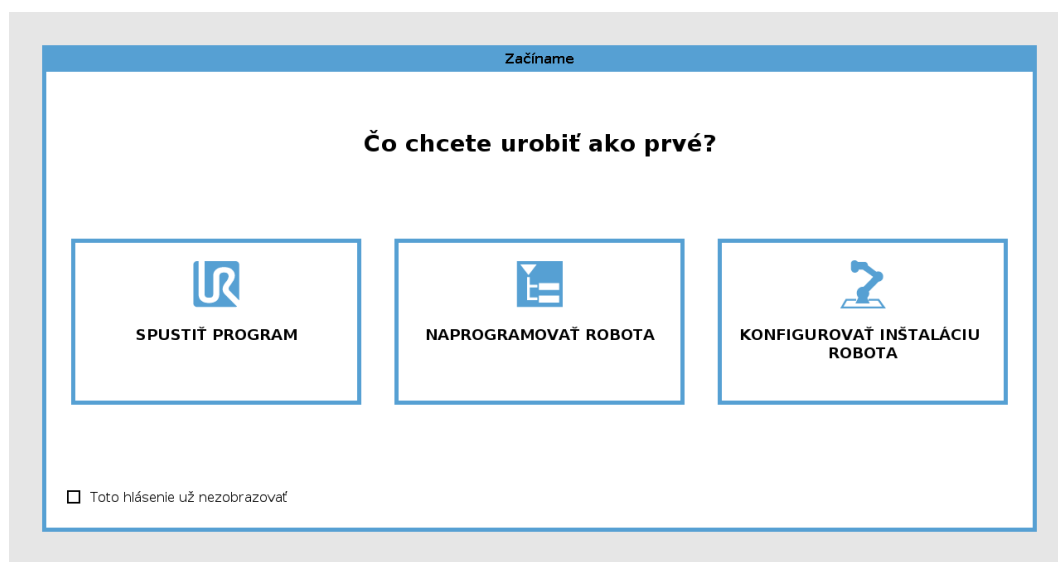 Začíname
Čo chcete urobiť ako prvé?
SPUSTIŤ PROGRAM
NAPROGRAMOVAŤ ROBOTA
KONFIGUROVAŤ INŠTALÁCIU
ROBOTA
Toto hlásenie už nezobrazovať